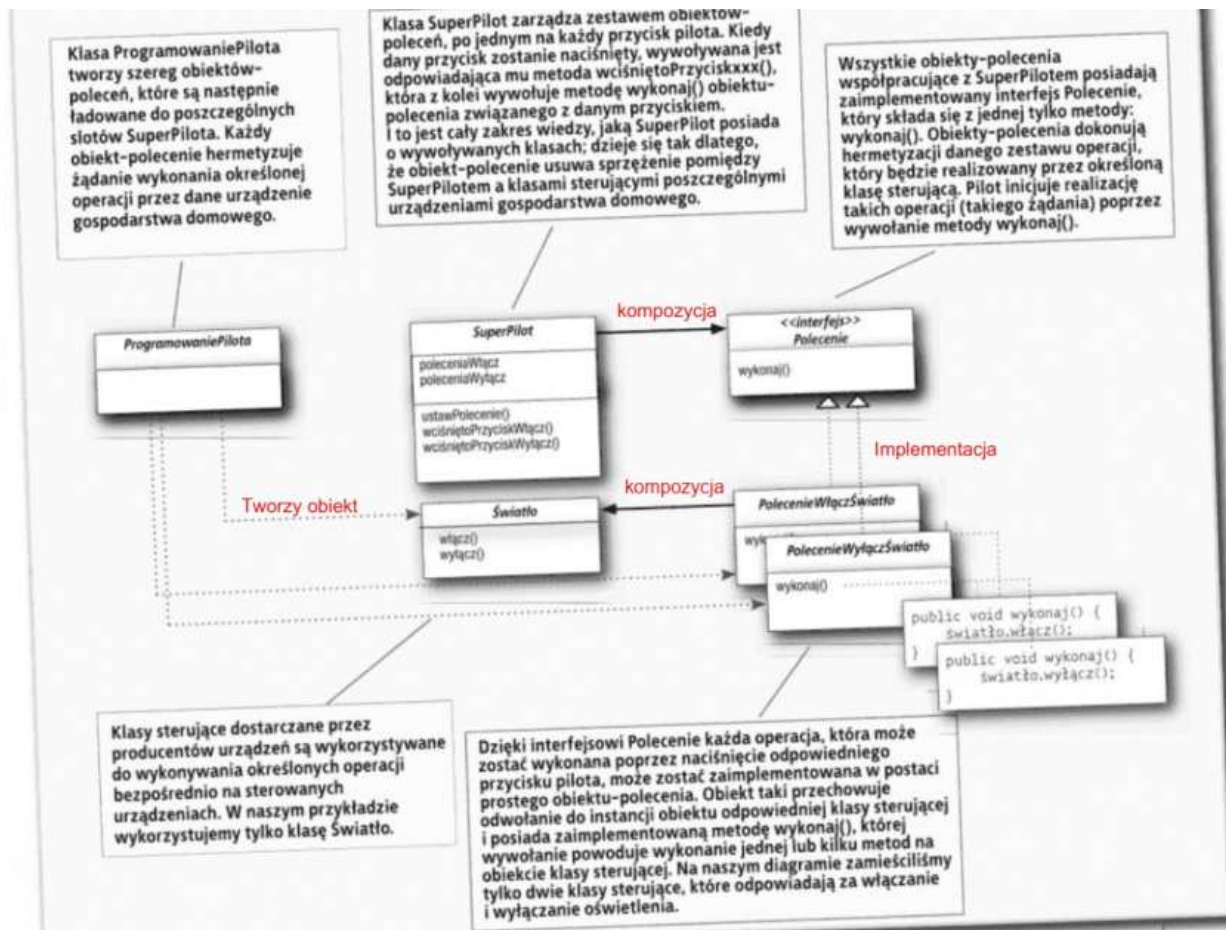 Klasa ProgramowaniePilota
tworzy szereg obiektów-
poleceń, które są następnie
ładowane do poszczególnych
slotów SuperPilota. Każdy
obiekt-polecenie hermetyzuje
żądanie wykonania określonej
operacji przez dane urządzenie
gospodarstwa domowego.
Klasa SuperPilot zarządza zestawem obiektów-
poleceń, po jednym na każdy przycisk pilota. Kiedy
dany przycisk zostanie naciśnięty, wywoływana jest
odpowiadająca mu metoda wciśniętoPrzyciskxxx(),
która z kolei wywołuje metodę wykonaj() obiektu-
polecenia związanego z danym przyciskiem.
I to jest cały zakres wiedzy, jaką SuperPilot posiada
o wywoływanych klasach; dzieje się tak dlatego,
że obiekt-polecenie usuwa sprzężenie pomiędzy
SuperPilotem a klasami sterującymi poszczególnymi
urządzeniami gospodarstwa domowego.
Wszystkie obiekty-polecenia
współpracujące z SuperPilotem posiadają
zaimplementowany interfejs Polecenie,
który składa się z jednej tylko metody:
wykonaj(). Obiekty-polecenia dokonują
hermetyzacji danego zestawu operacji,
który będzie realizowany przez określoną
klasę sterującą. Pilot inicjuje realizację
takich operacji (takiego żądania) poprzez
wywołanie metody wykonaj().
ProgramowaniePilota
SuperPilot
poleceniaWłącz
poleceniaWyłącz
ustawPolecenie()
wciśniętoPrzyciskWłącz()
wciśniętoPrzyciskWyłącz()
kompozycja
<<interfejs>>
Polecenie
wykonaj()
Implementacja
Tworzy obiekt
Światło
włącz()
wyłącz()
kompozycja
PolecenieWłączŚwiatło
PolecenieWyłączŚwiatło
wykonaj()
public void wykonaj() {
światło.włącz();
}
public void wykonaj() {
światło.wyłącz();
}
Klasy sterujące dostarczane przez
producentów urządzeń są wykorzystywane
do wykonywania określonych operacji
bezpośrednio na sterowanych
urządzeniach. W naszym przykładzie
wykorzystujemy tylko klasę Światło.
Dzięki interfejsowi Polecenie każda operacja, która może
zostać wykonana poprzez naciśnięcie odpowiedniego
przycisku pilota, może zostać zaimplementowana w postaci
prostego obiektu-polecenia. Obiekt taki przechowuje
odwołanie do instancji obiektu odpowiedniej klasy sterującej
i posiada zaimplementowaną metodę wykonaj(), której
wywołanie powoduje wykonanie jednej lub kilku metod na
obiekcie klasy sterującej. Na naszym diagramie zamieściliśmy
tylko dwie klasy sterujące, które odpowiadają za włączanie
i wyłączanie oświetlenia.